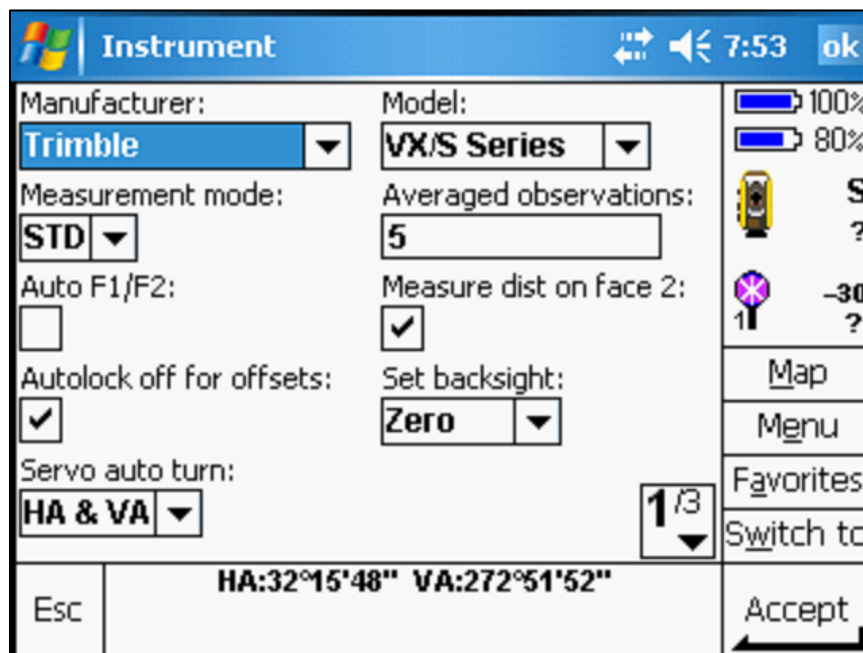 Instrument 7:53 ok
Manufacturer: Model:
Trimble VX/S Series
100%
80%
Measurement mode: Averaged observations:
STD 5
S
?
Auto F1/F2: Measure dist on face 2:
-30
1 ?
Autolock off for offsets: Set backsight:
Zero
Servo auto turn:
HA & VA
1/3
Map
Menu
Favorites
Switch to
Esc
HA:32°15'48" VA:272°51'52"
Accept